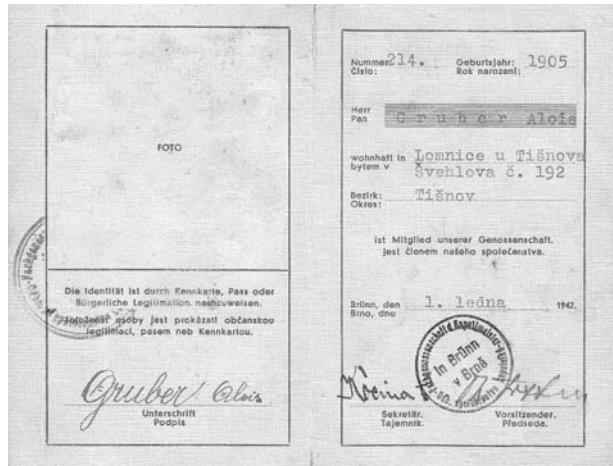 FOTO
Die Identität ist durch Kennkarte, Pass oder
Bürgerliche Legitimation nachzuweisen.
Totožnost osoby jest prokázati občanskou
legitimací, pasem neb Kennkartou.
Gruber Alois
Unterschrift
Podpis
Nummer: 214. Geburtsjahr: 1905
Číslo: Rok narození:
Herr
Pan Gruber Alois
wohnhaft in Lomnice u Tišnova
bytem v Švehlova č. 192
Bezirk: Tišnov
Okres:
ist Mitglied unserer Genossenschaft.
jest členem našeho společenstva.
Brünn, den 1. ledna 1942.
Brno, dne
in Brünn
v Brně
Sekretär. Vorsitzender.
Tajemník. Předseda.